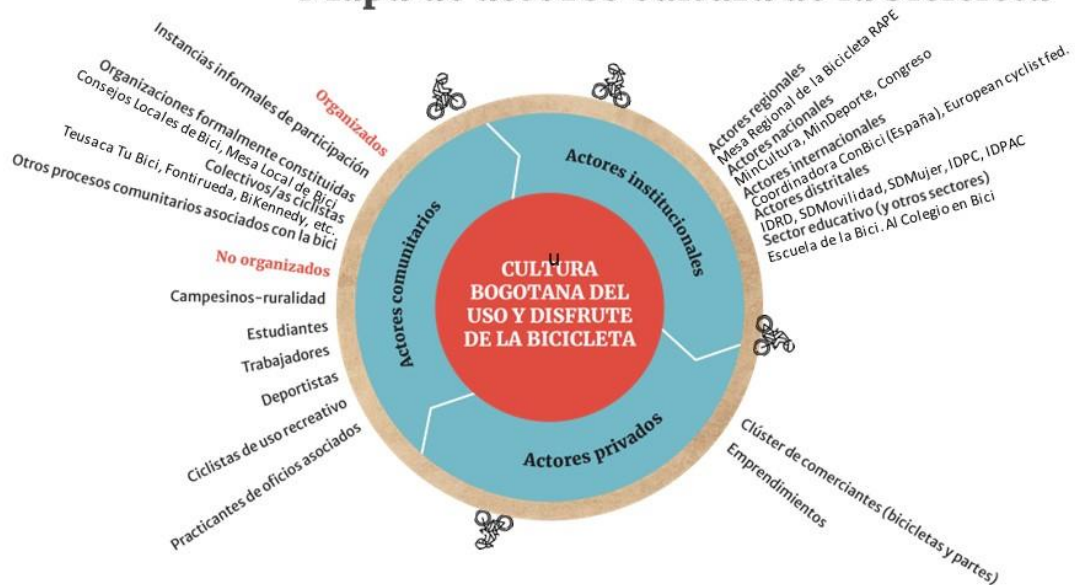 Organizados
Instancias informales de participación
Organizaciones formalmente constituidas
Consejos Locales de Bici, Mesa Local de Bici
Colectivos/as ciclistas
Teusaca Tu Bici, Fontirueda, BiKennedy, etc.
Otros procesos comunitarios asociados con la bici
No organizados
Campesinos-ruralidad
Estudiantes
Trabajadores
Deportistas
Ciclistas de uso recreativo
Practicantes de oficios asociados
Actores comunitarios
Actores institucionales
Actores privados
u
CULTURA
BOGOTANA DEL
USO Y DISFRUTE
DE LA BICICLETA
Actores regionales
Mesa Regional de la Bicicleta RAPE
Actores nacionales
MinCultura, MinDeporte, Congreso
Actores internacionales
Coordinadora ConBici (España), European cyclist fed.
Actores distritales
IDRD, SDMovilidad, SDMujer, IDPC, IDPAC
Sector educativo (y otros sectores)
Escuela de la Bici. Al Colegio en Bici
Clúster de comerciantes (bicicletas y partes)
Emprendimientos